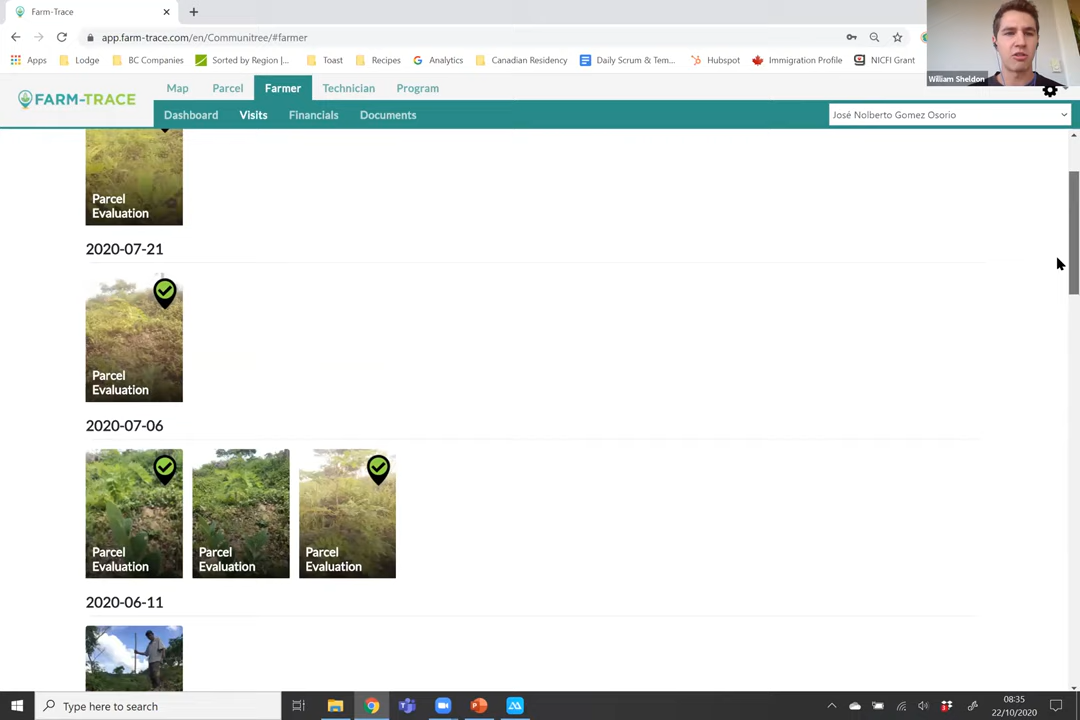 Farm-Trace
app.farm-trace.com/en/Communitree/#farmer
Apps Lodge BC Companies Sorted by Region |... Toast Recipes Analytics Canadian Residency Daily Scrum & Tem... Hubspot Immigration Profile NICFI Grant
William Sheldon
FARM-TRACE
Map Parcel Farmer Technician Program
Dashboard Visits Financials Documents
José Nolberto Gomez Osorio
Parcel
Evaluation
2020-07-21
Parcel
Evaluation
2020-07-06
Parcel
Evaluation
Parcel
Evaluation
Parcel
Evaluation
2020-06-11
Type here to search
08:35
22/10/2020